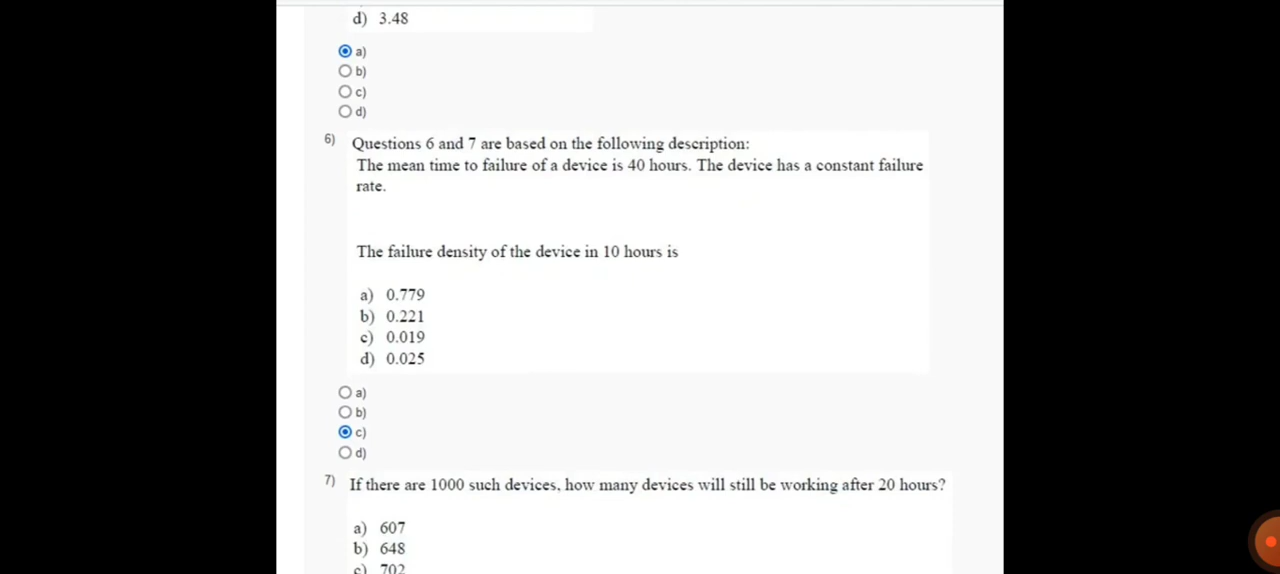 d) 3.48
a)
b)
c)
d)
6) Questions 6 and 7 are based on the following description:
The mean time to failure of a device is 40 hours. The device has a constant failure
rate.
The failure density of the device in 10 hours is
a) 0.779
b) 0.221
c) 0.019
d) 0.025
a)
b)
c)
d)
7) If there are 1000 such devices, how many devices will still be working after 20 hours?
a) 607
b) 648
c) 702